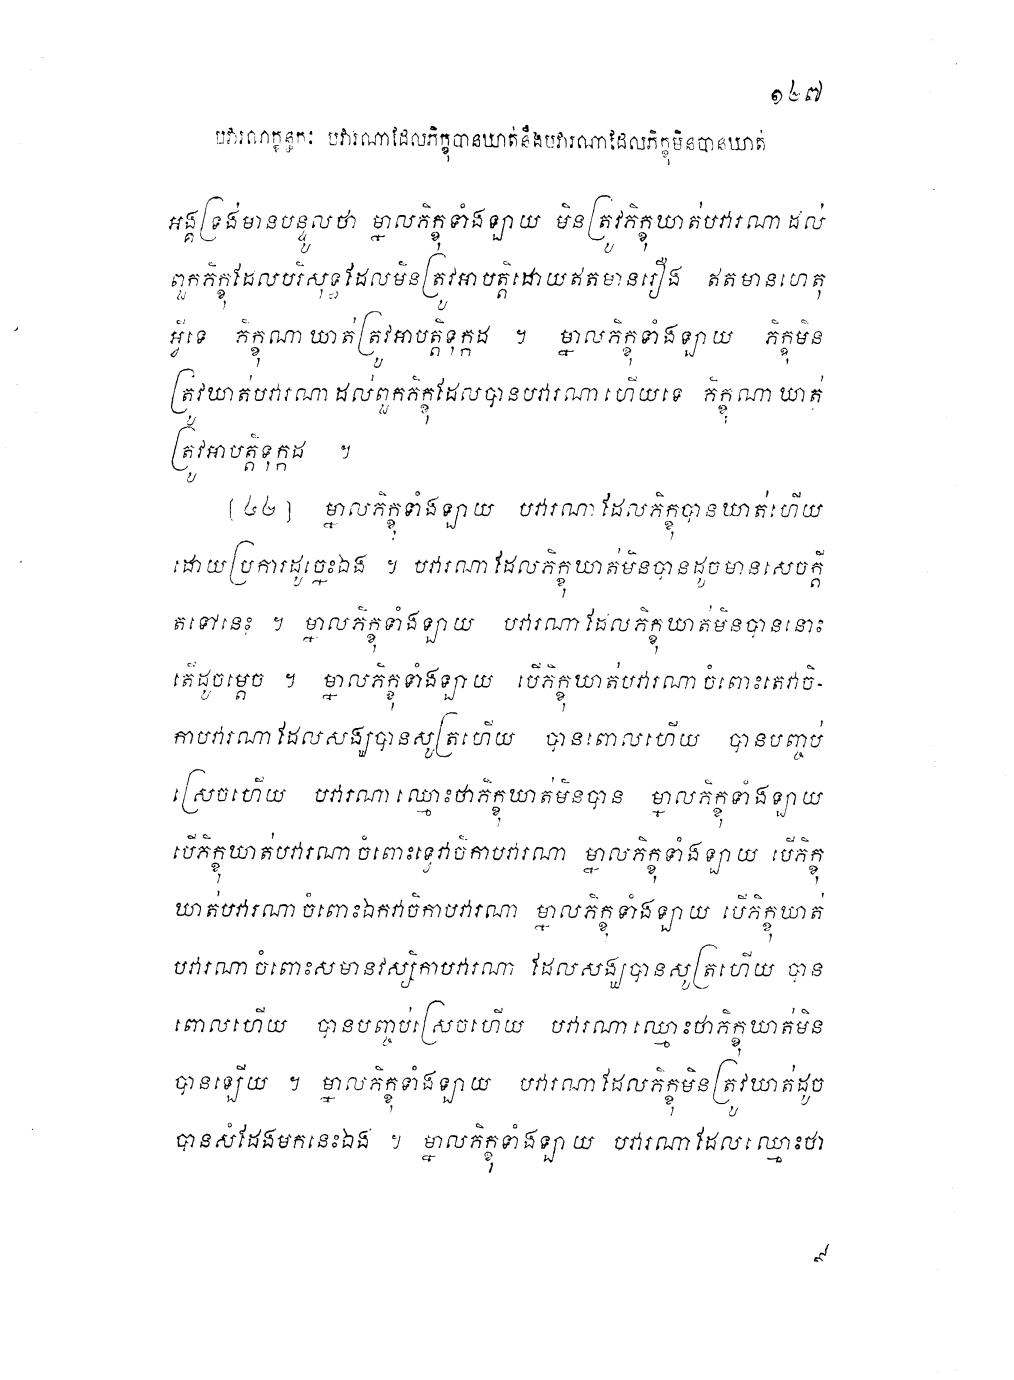 ១២៧
បវារណាក្ខន្ធកៈ បវារណាដែលភិក្ខុបានឃាត់នឹងបវារណាដែលភិក្ខុមិនបានឃាត់
អង្គទ្រង់មានបន្ទូលថា ម្នាលភិក្ខុទាំងឡាយ មិនត្រូវភិក្ខុឃាត់បវារណាដល់
ពួកភិក្ខុដែលបរិសុទ្ធដែលមិនត្រូវអាបត្តិដោយឥតមានរឿង ឥតមានហេតុ
អ្វីទេ ភិក្ខុណាឃាត់ត្រូវអាបត្តិទុក្កដ ។ ម្នាលភិក្ខុទាំងឡាយ ភិក្ខុមិន
ត្រូវឃាត់បវារណាដល់ពួកភិក្ខុដែលបានបវារណាហើយទេ ភិក្ខុណាឃាត់
ត្រូវអាបត្តិទុក្កដ ។
[៤៤] ម្នាលភិក្ខុទាំងឡាយ បវារណាដែលភិក្ខុបានឃាត់ហើយ
ដោយប្រការដូច្នេះឯង ។ បវារណាដែលភិក្ខុឃាត់មិនបានដូចមានសេចក្តី
តទៅនេះ ។ ម្នាលភិក្ខុទាំងឡាយ បវារណាដែលភិក្ខុឃាត់មិនបាននោះ
តើដូចម្តេច ។ ម្នាលភិក្ខុទាំងឡាយ បើភិក្ខុឃាត់បវារណាចំពោះតេវាចិ-
កាបវារណាដែលសង្ឃបានសូត្រហើយ បានពោលហើយ បានបញ្ចប់
ស្រេចហើយ បវារណាឈ្មោះថាភិក្ខុឃាត់មិនបាន ម្នាលភិក្ខុទាំងឡាយ
បើភិក្ខុឃាត់បវារណាចំពោះទ្វេវាចិកាបវារណា ម្នាលភិក្ខុទាំងឡាយ បើភិក្ខុ
ឃាត់បវារណាចំពោះឯកវាចិកាបវារណា ម្នាលភិក្ខុទាំងឡាយ បើភិក្ខុឃាត់
បវារណាចំពោះសមានវស្សិកាបវារណា ដែលសង្ឃបានសូត្រហើយ បាន
ពោលហើយ បានបញ្ចប់ស្រេចហើយ បវារណាឈ្មោះថាភិក្ខុឃាត់មិន
បានឡើយ ។ ម្នាលភិក្ខុទាំងឡាយ បវារណាដែលភិក្ខុមិនត្រូវឃាត់ដូច
បានសំដែងមកនេះឯង ។ ម្នាលភិក្ខុទាំងឡាយ បវារណាដែលឈ្មោះថា
៩